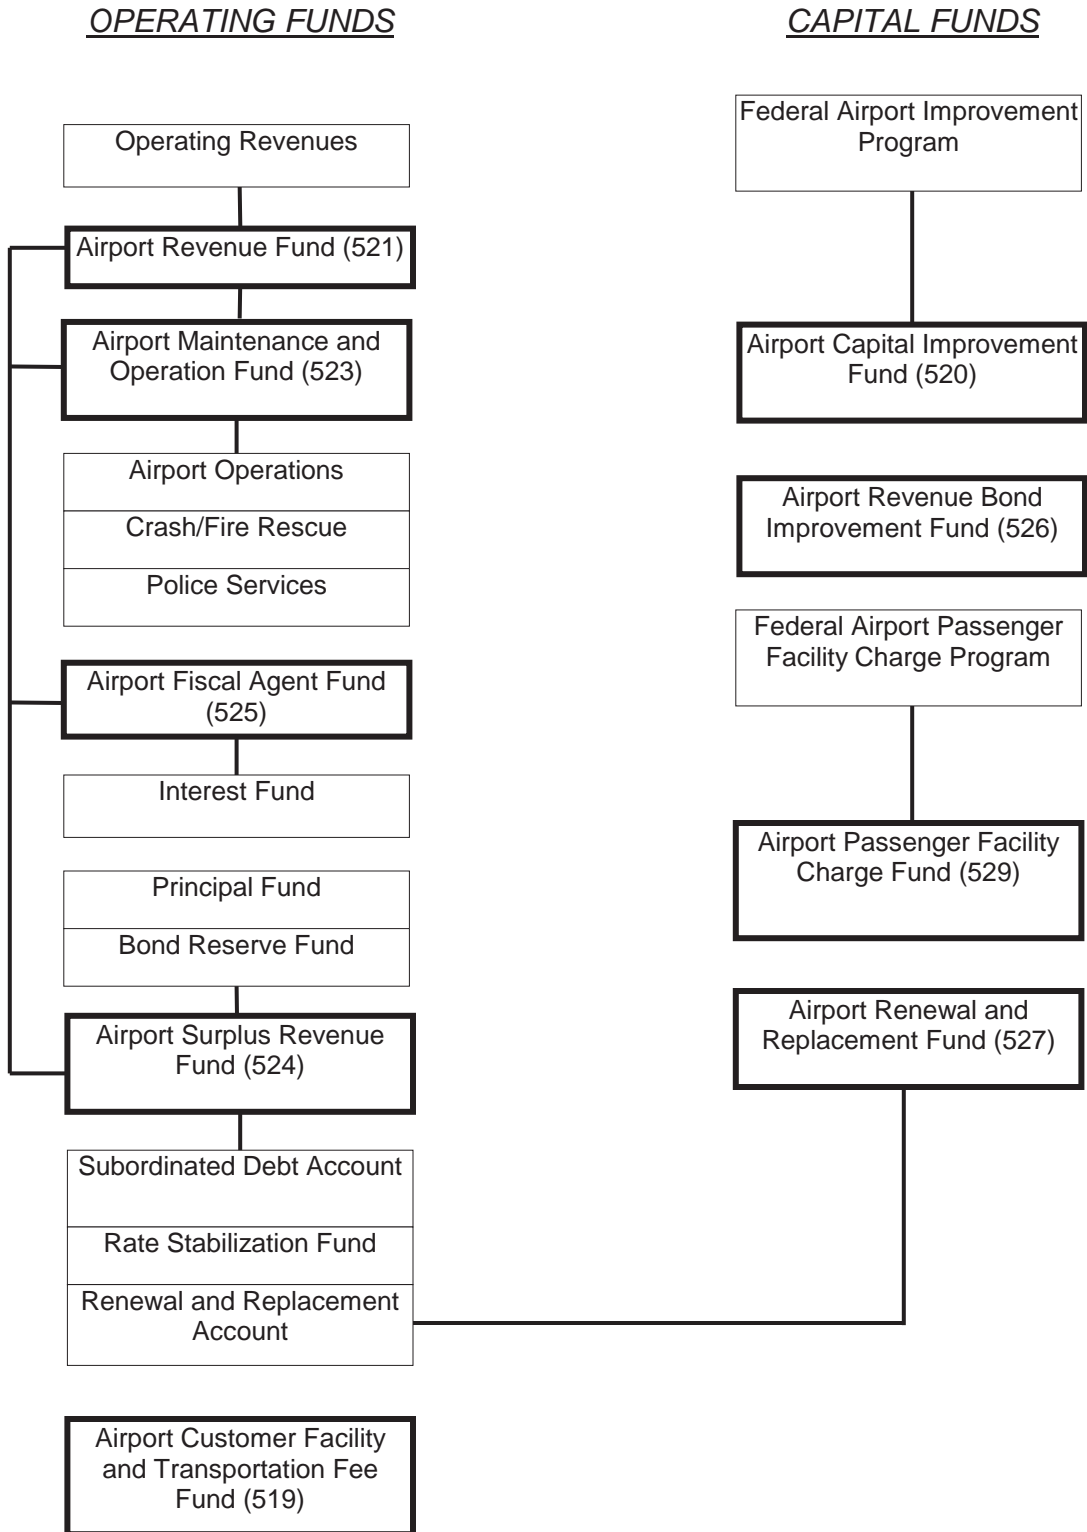 OPERATING FUNDS
Operating Revenues
Airport Revenue Fund (521)
Airport Maintenance and
Operation Fund (523)
Airport Operations
Crash/Fire Rescue
Police Services
Airport Fiscal Agent Fund
(525)
Interest Fund
Principal Fund
Bond Reserve Fund
Airport Surplus Revenue
Fund (524)
Subordinated Debt Account
Rate Stabilization Fund
Renewal and Replacement
Account
Airport Customer Facility
and Transportation Fee
Fund (519)
CAPITAL FUNDS
Federal Airport Improvement
Program
Airport Capital Improvement
Fund (520)
Airport Revenue Bond
Improvement Fund (526)
Federal Airport Passenger
Facility Charge Program
Airport Passenger Facility
Charge Fund (529)
Airport Renewal and
Replacement Fund (527)